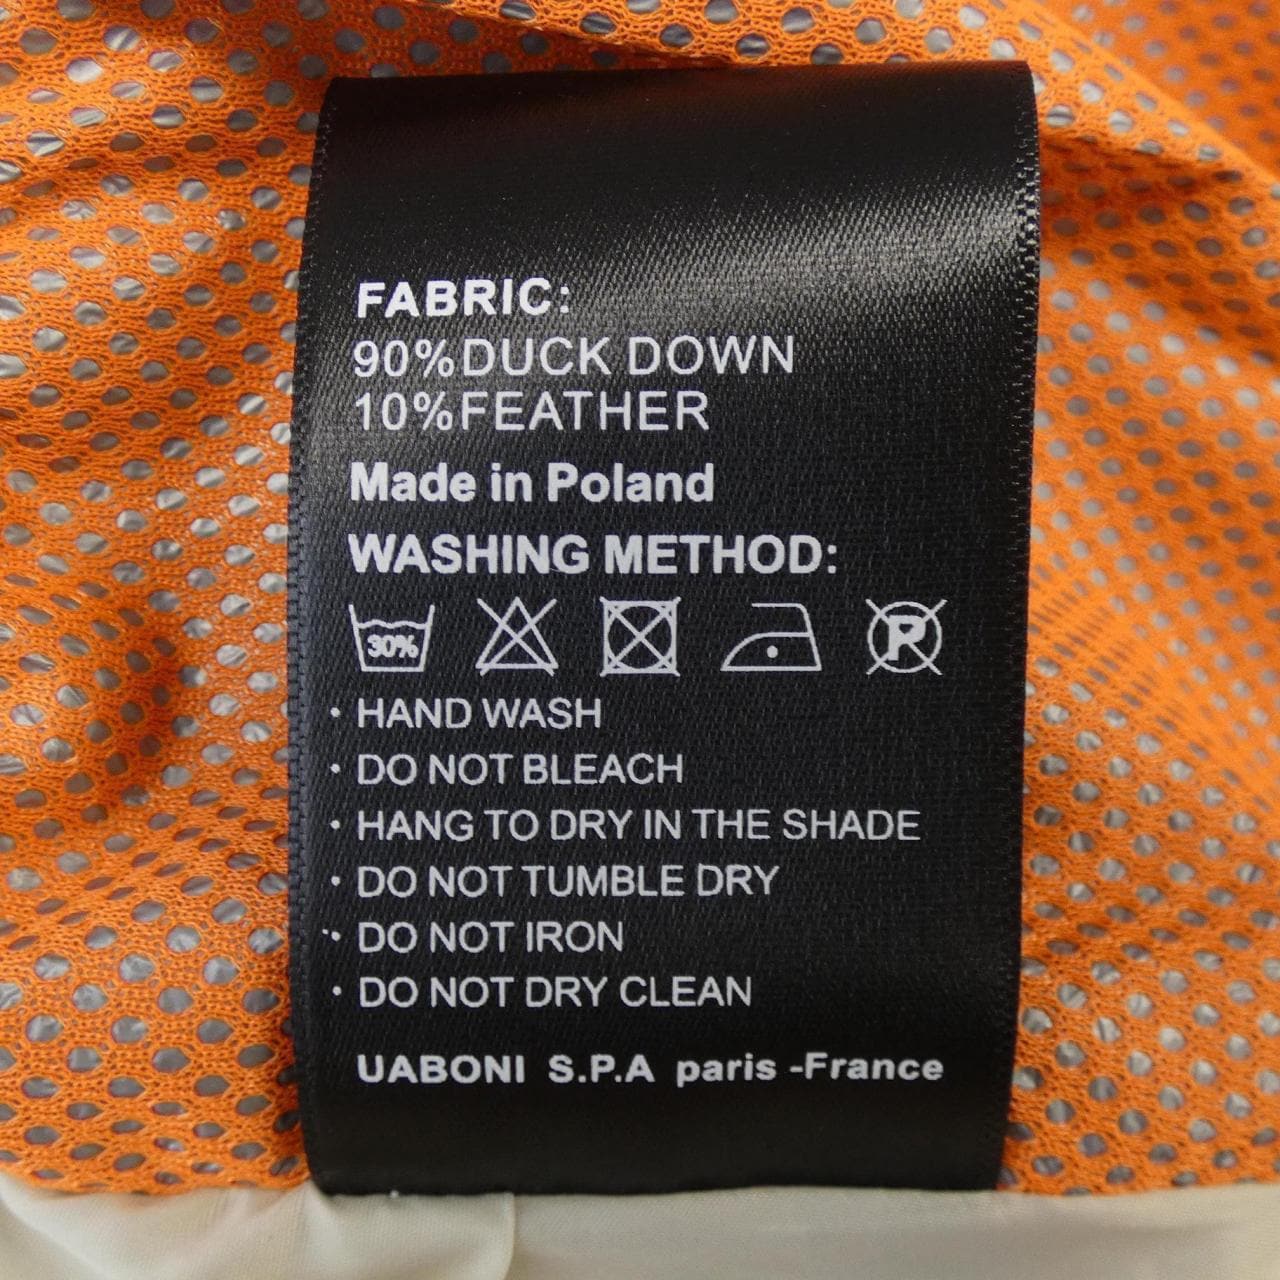 FABRIC:
90%DUCK DOWN
10%FEATHER
Made in Poland
WASHING METHOD:
30% P
· HAND WASH
· DO NOT BLEACH
· HANG TO DRY IN THE SHADE
· DO NOT TUMBLE DRY
· DO NOT IRON
· DO NOT DRY CLEAN
UABONI S.P.A paris -France